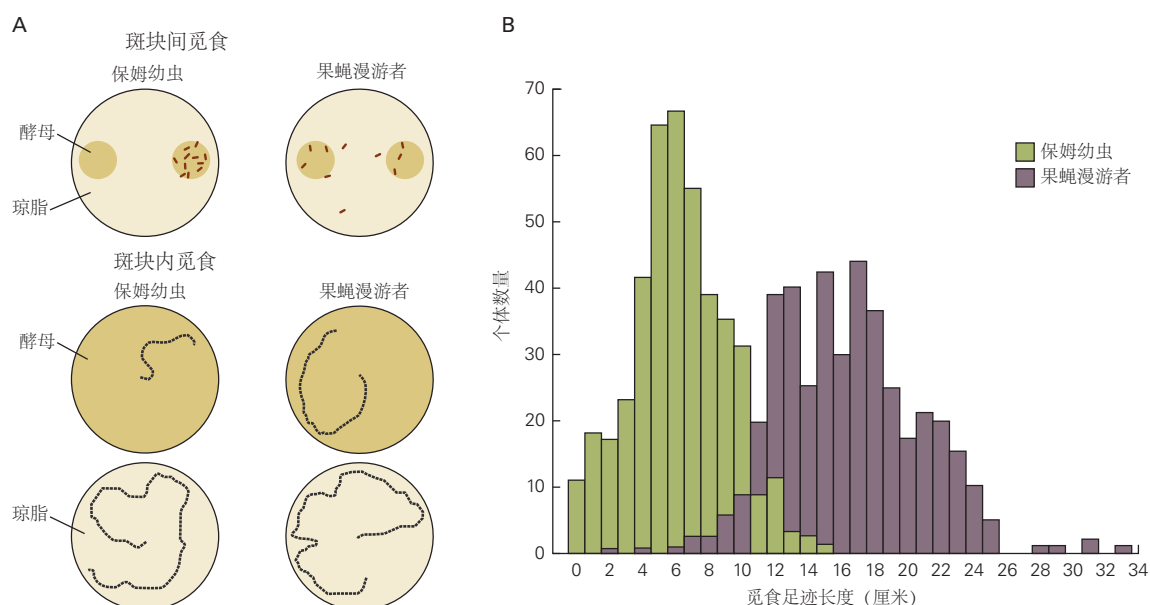 A
斑块间觅食
保姆幼虫
果蝇漫游者
酵母
琼脂
斑块内觅食
保姆幼虫
果蝇漫游者
酵母
琼脂
B
个体数量
70
60
50
40
30
20
10
0
保姆幼虫
果蝇漫游者
0 2 4 6 8 10 12 14 16 18 20 22 24 26 28 30 32 34
觅食足迹长度（厘米）